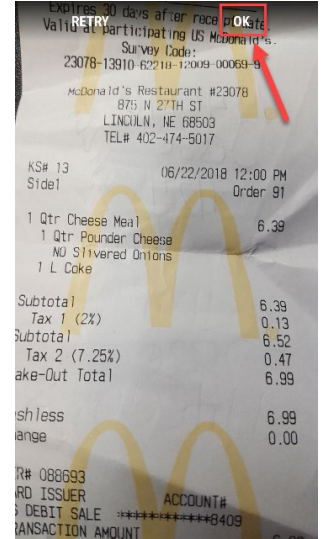 Expires 30 days after receipt date.
RETRY OK
Valid at participating US McDonald's.
Survey Code:
23078-13910-62218-12009-00069-9
McDonald's Restaurant #23078
875 N 27TH ST
LINCOLN, NE 68503
TEL# 402-474-5017
KS# 13 06/22/2018 12:00 PM
Side1 Order 91
1 Qtr Cheese Meal 6.39
1 Qtr Pounder Cheese
NO Slivered Onions
1 L Coke
Subtotal 6.39
Tax 1 (2%) 0.13
Subtotal 6.52
Tax 2 (7.25%) 0.47
ake-Out Total 6.99
shless 6.99
ange 0.00
R# 088693
RD ISSUER ACCOUNT#
DEBIT SALE ************8409
RANSACTION AMOUNT